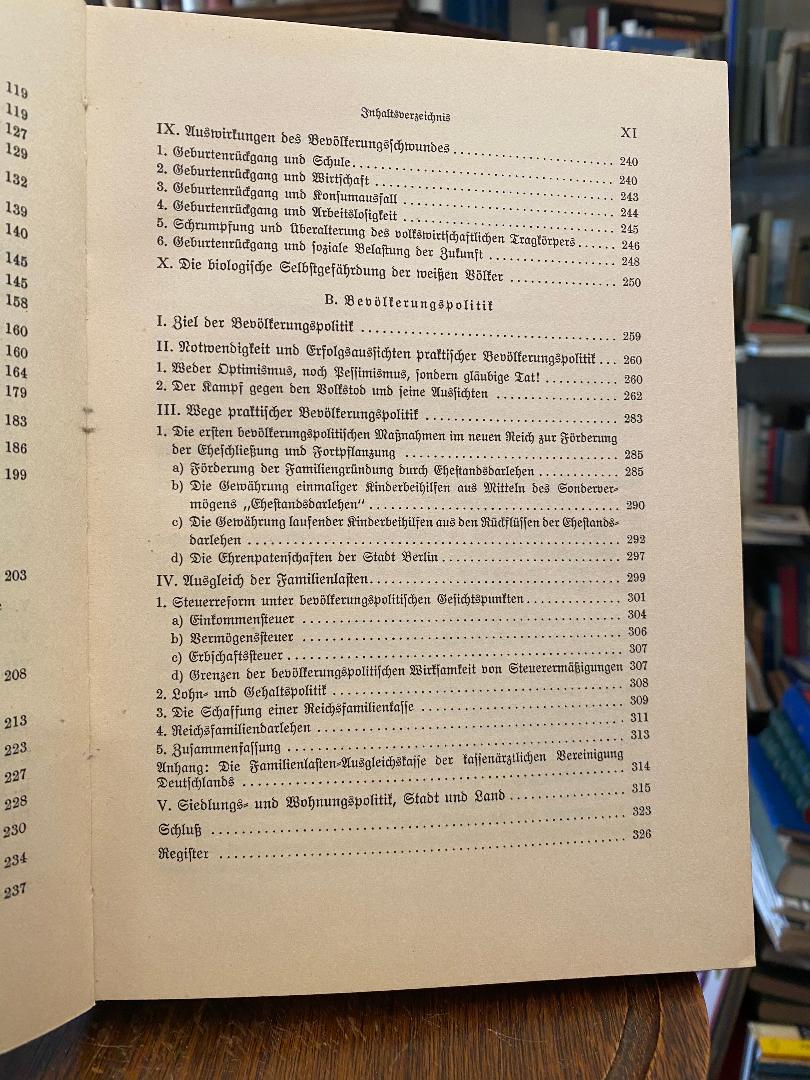 119
119
127
129
132
139
140
145
145
158
160
160
164
179
183
186
199
203
208
213
223
227
228
230
234
237
Inhaltsverzeichnis XI
IX. Auswirkungen des Bevölkerungsschwundes ........................ 240
1. Geburtenrückgang und Schule.................................... 240
2. Geburtenrückgang und Wirtschaft ................................ 243
3. Geburtenrückgang und Konsumausfall ............................ 244
4. Geburtenrückgang und Arbeitslosigkeit ............................ 245
5. Schrumpfung und Überalterung des volkswirtschaftlichen Tragkörpers...... 246
6. Geburtenrückgang und soziale Belastung der Zukunft .................. 248
X. Die biologische Selbstgefährdung der weißen Völker ................ 250
B. Bevölkerungspolitik
I. Ziel der Bevölkerungspolitik .................................... 259
II. Notwendigkeit und Erfolgsaussichten praktischer Bevölkerungspolitik ... 260
1. Weber Optimismus, noch Pessimismus, sondern gläubige Tat! ........... 260
2. Der Kampf gegen den Volkstod und seine Aussichten .................. 262
III. Wege praktischer Bevölkerungspolitik ............................ 283
1. Die ersten bevölkerungspolitischen Maßnahmen im neuen Reich zur Förderung
der Eheschließung und Fortpflanzung .............................. 285
a) Förderung der Familiengründung durch Ehestandsdarlehen ............ 285
b) Die Gewährung einmaliger Kinderbeihilfen aus Mitteln des Sonderver-
mögens „Ehestandsdarlehen“ .................................... 290
c) Die Gewährung laufender Kinderbeihilfen aus den Rückflüssen der Ehestands-
darlehen .................................................... 292
d) Die Ehrenpatenschaften der Stadt Berlin .......................... 297
IV. Ausgleich der Familienlasten.................................... 299
1. Steuerreform unter bevölkerungspolitischen Gesichtspunkten .............. 301
a) Einkommensteuer ............................................ 304
b) Vermögensteuer .............................................. 306
c) Erbschaftssteuer .............................................. 307
d) Grenzen der bevölkerungspolitischen Wirksamkeit von Steuerermäßigungen 307
2. Lohn- und Gehaltspolitik ........................................ 308
3. Die Schaffung einer Reichsfamilienkasse ............................ 309
4. Reichsfamiliendarlehen .......................................... 311
5. Zusammenfassung .............................................. 313
Anhang: Die Familienlasten-Ausgleichskasse der kassenärztlichen Vereinigung
Deutschlands .................................................... 314
V. Siedlungs- und Wohnungspolitik, Stadt und Land .................. 315
Schluß .......................................................... 323
Register ........................................................ 326